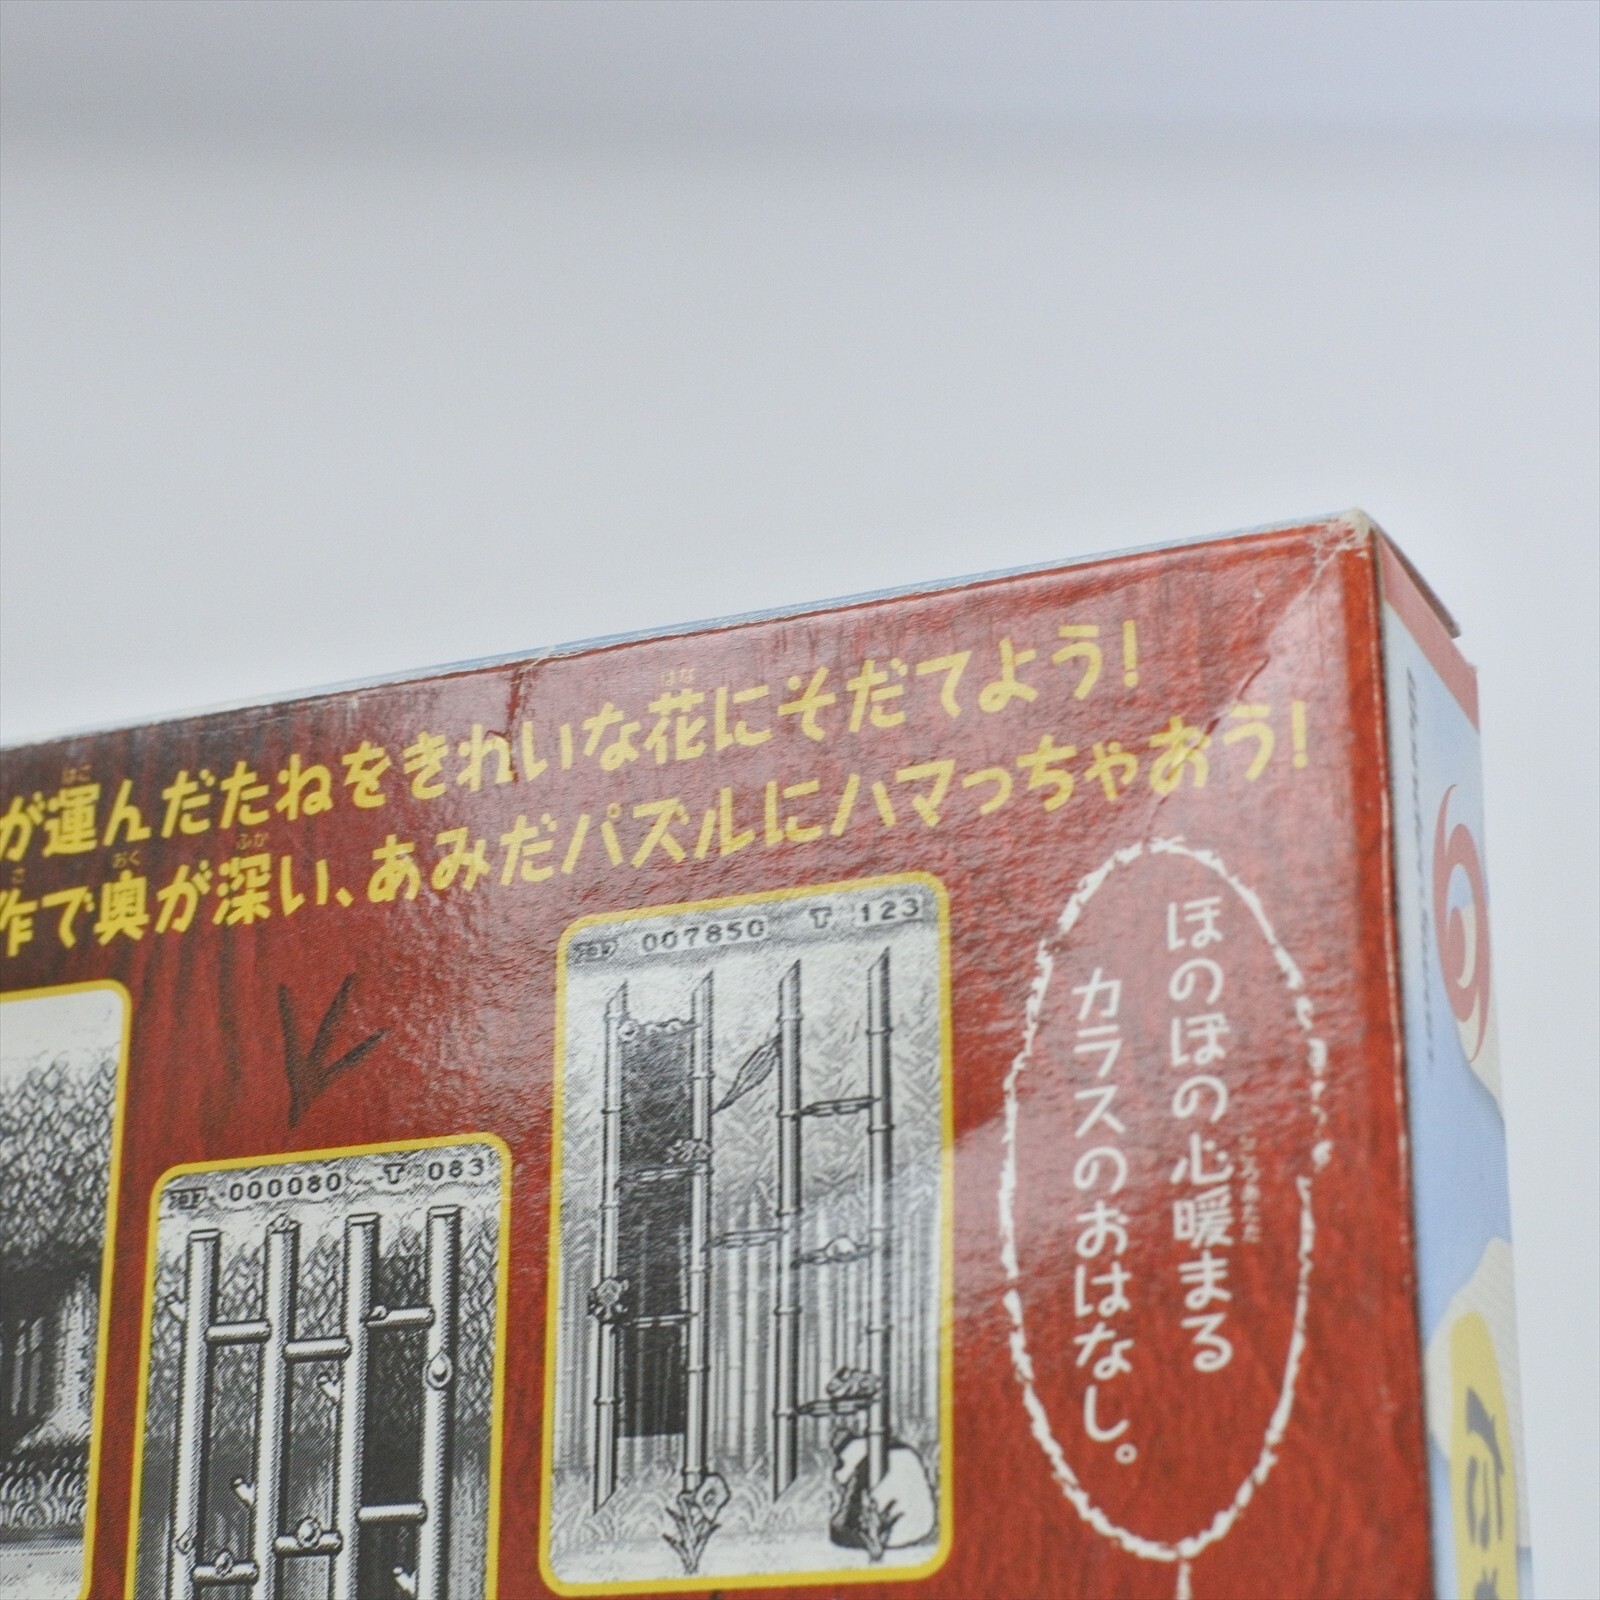 が運んだたねをきれいな花にそだてよう!
作で奥が深い、あみだパズルにハマっちゃおう!
ほのぼの心暖まる
カラスのおはなし。
007850 T 123
000080 T 083